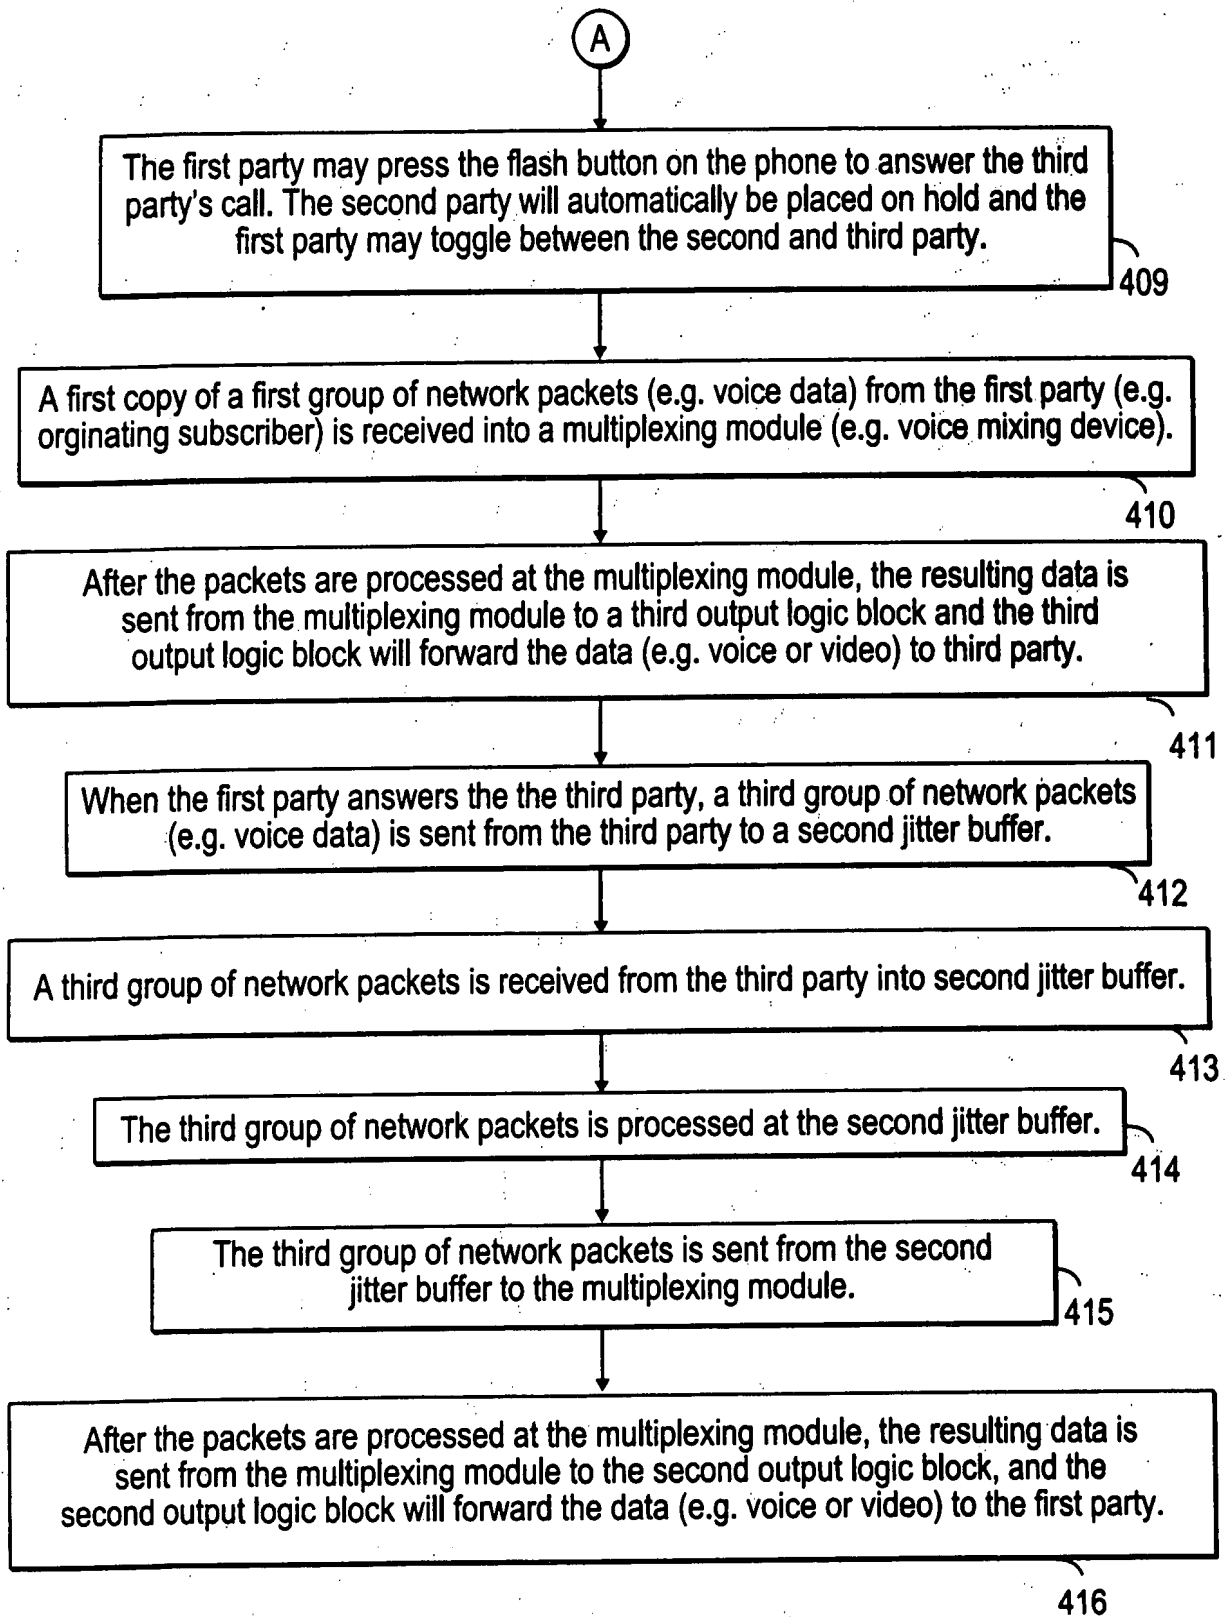 A
The first party may press the flash button on the phone to answer the third
party's call. The second party will automatically be placed on hold and the
first party may toggle between the second and third party.
409
A first copy of a first group of network packets (e.g. voice data) from the first party (e.g.
orginating subscriber) is received into a multiplexing module (e.g. voice mixing device).
410
After the packets are processed at the multiplexing module, the resulting data is
sent from the multiplexing module to a third output logic block and the third
output logic block will forward the data (e.g. voice or video) to third party.
411
When the first party answers the the third party, a third group of network packets
(e.g. voice data) is sent from the third party to a second jitter buffer.
412
A third group of network packets is received from the third party into second jitter buffer.
413
The third group of network packets is processed at the second jitter buffer.
414
The third group of network packets is sent from the second
jitter buffer to the multiplexing module.
415
After the packets are processed at the multiplexing module, the resulting data is
sent from the multiplexing module to the second output logic block, and the
second output logic block will forward the data (e.g. voice or video) to the first party.
416